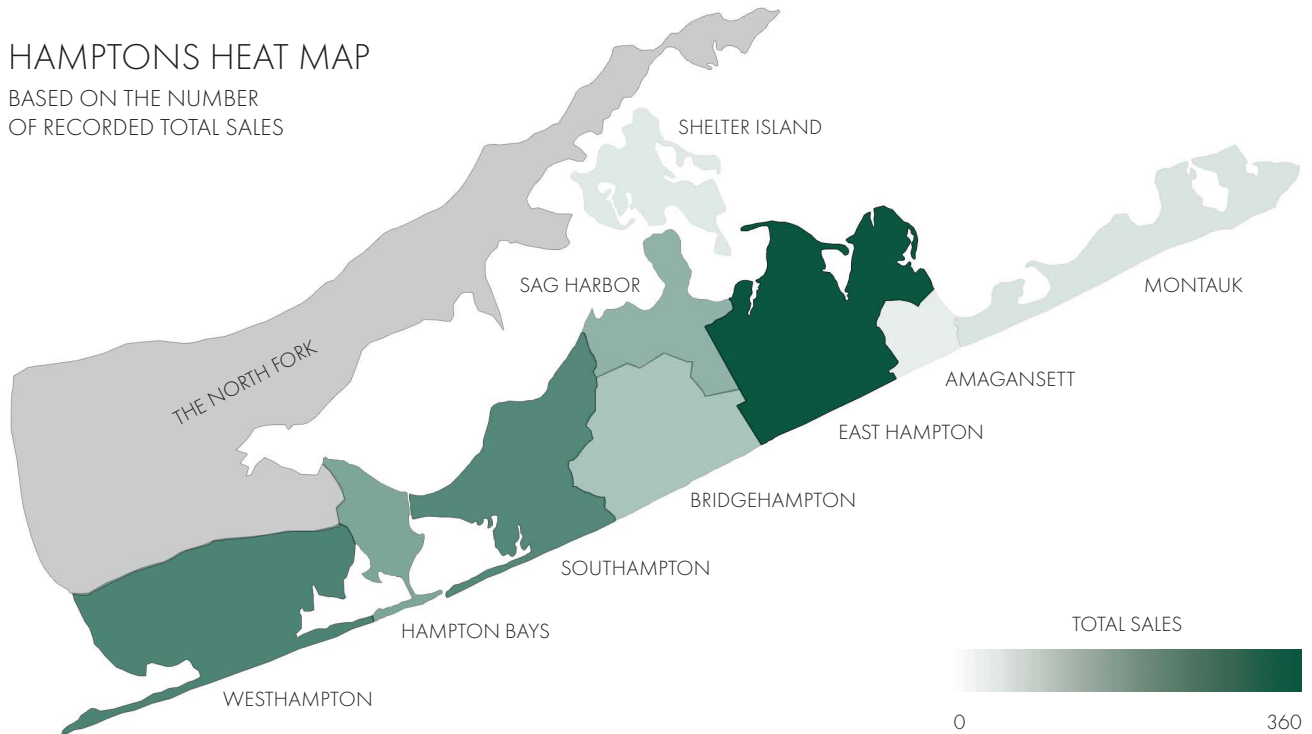 HAMPTONS HEAT MAP
BASED ON THE NUMBER
OF RECORDED TOTAL SALES
SHELTER ISLAND
SAG HARBOR
MONTAUK
THE NORTH FORK
AMAGANSETT
EAST HAMPTON
BRIDGEHAMPTON
SOUTHAMPTON
HAMPTON BAYS
WESTHAMPTON
TOTAL SALES
0 360